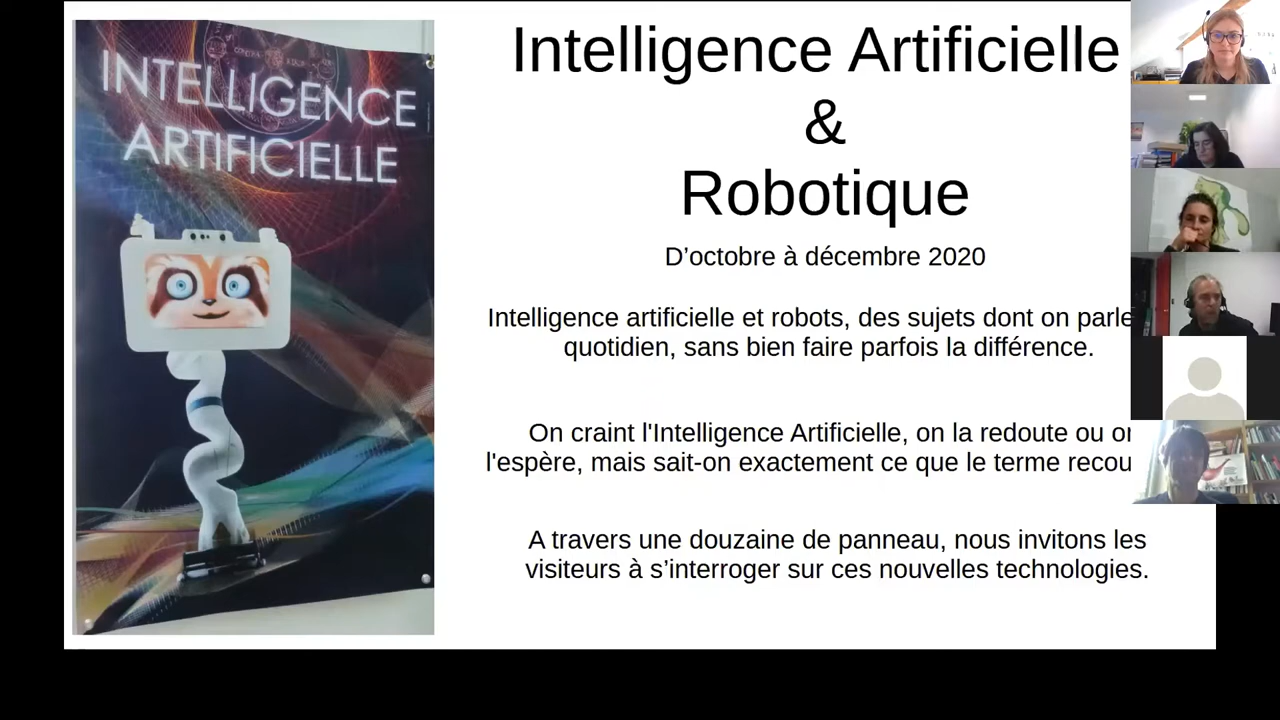 INTELLIGENCE
ARTIFICIELLE
Intelligence Artificielle
&
Robotique
D'octobre à décembre 2020
Intelligence artificielle et robots, des sujets dont on parle
quotidien, sans bien faire parfois la différence.
On craint l'Intelligence Artificielle, on la redoute ou
l'espère, mais sait-on exactement ce que le terme
A travers une douzaine de panneau, nous invitons les
visiteurs à s'interroger sur ces nouvelles technologies.